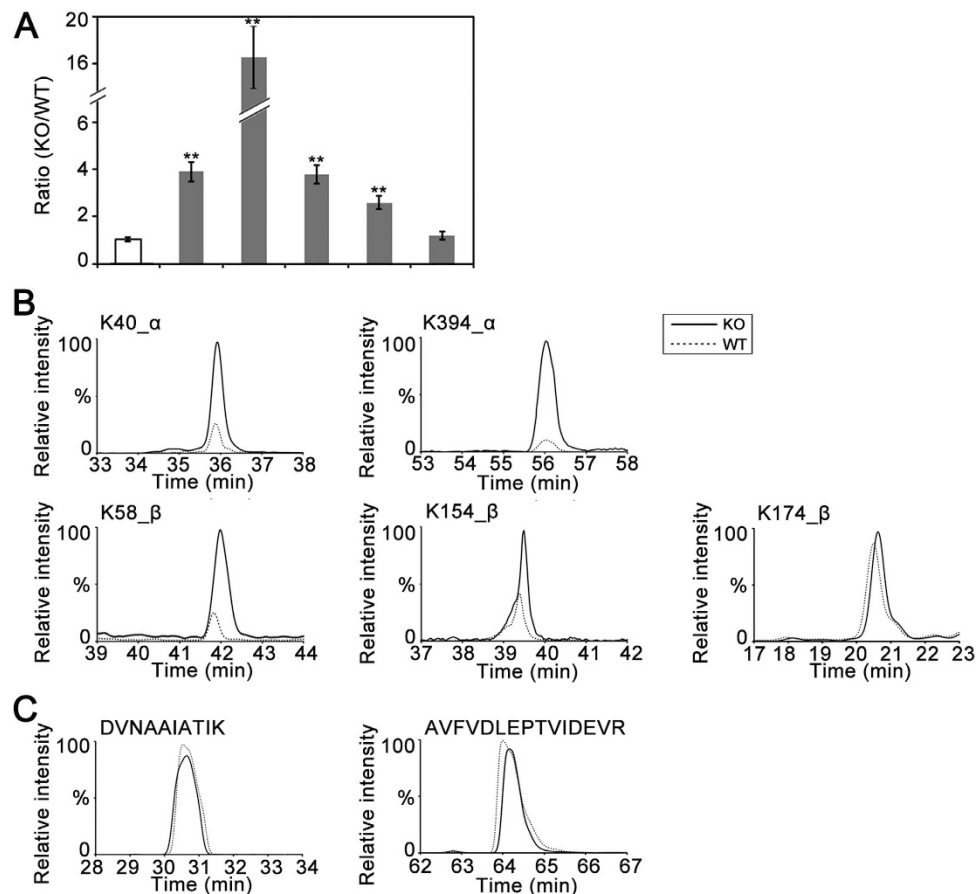 A
Ratio (KO/WT)
20
16
6
4
2
0
**
**
**
**
B
K40_α
Relative intensity
100
%
0
33 34 35 36 37 38
Time (min)
K394_α
Relative intensity
100
%
0
53 54 55 56 57 58
Time (min)
KO
WT
K58_β
Relative intensity
100
%
0
39 40 41 42 43 44
Time (min)
K154_β
Relative intensity
100
%
0
37 38 39 40 41 42
Time (min)
K174_β
Relative intensity
100
%
0
17 18 19 20 21 22 23
Time (min)
C
DVNAAIATIK
Relative intensity
100
%
0
28 29 30 31 32 33 34
Time (min)
AVFVDLEPTVIDEVR
Relative intensity
100
%
0
62 63 64 65 66 67
Time (min)